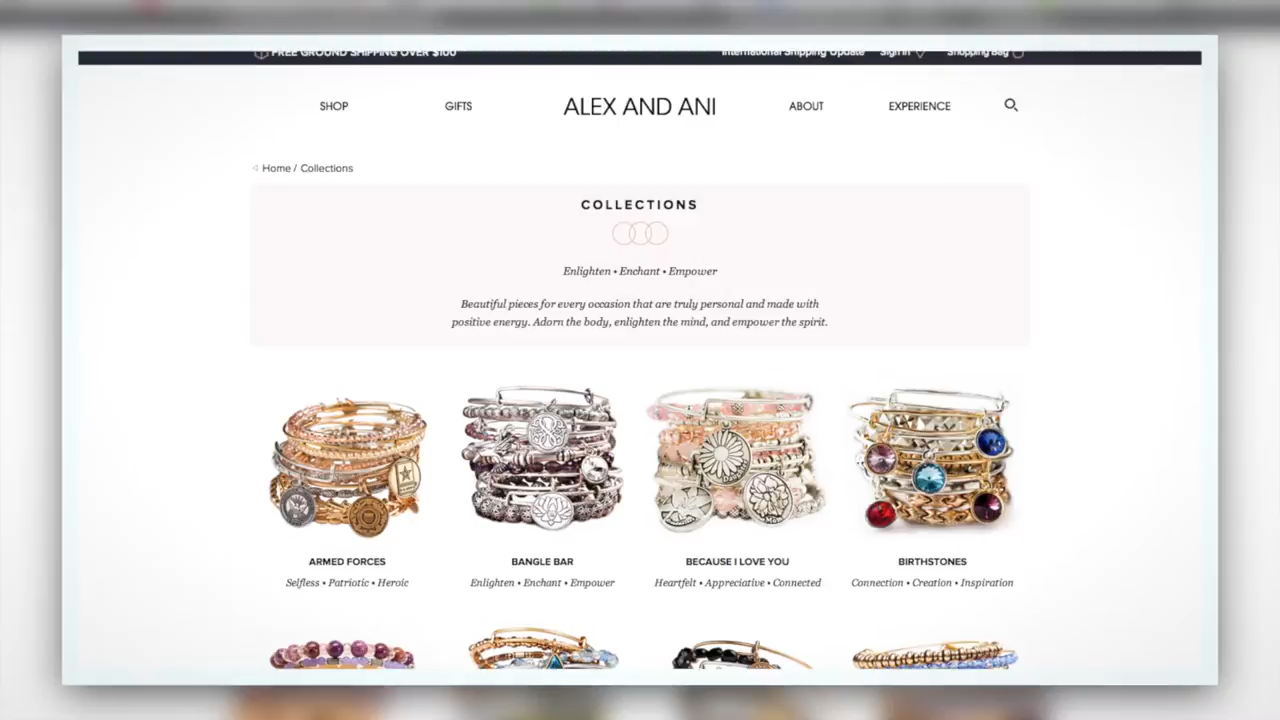 FREE GROUND SHIPPING OVER $100
International Shipping Update Sign In Shopping Bag
SHOP GIFTS ALEX AND ANI ABOUT EXPERIENCE
Home / Collections
COLLECTIONS
Enlighten • Enchant • Empower
Beautiful pieces for every occasion that are truly personal and made with
positive energy. Adorn the body, enlighten the mind, and empower the spirit.
ARMED FORCES
Selfless • Patriotic • Heroic
BANGLE BAR
Enlighten • Enchant • Empower
BECAUSE I LOVE YOU
Heartfelt • Appreciative • Connected
BIRTHSTONES
Connection • Creation • Inspiration